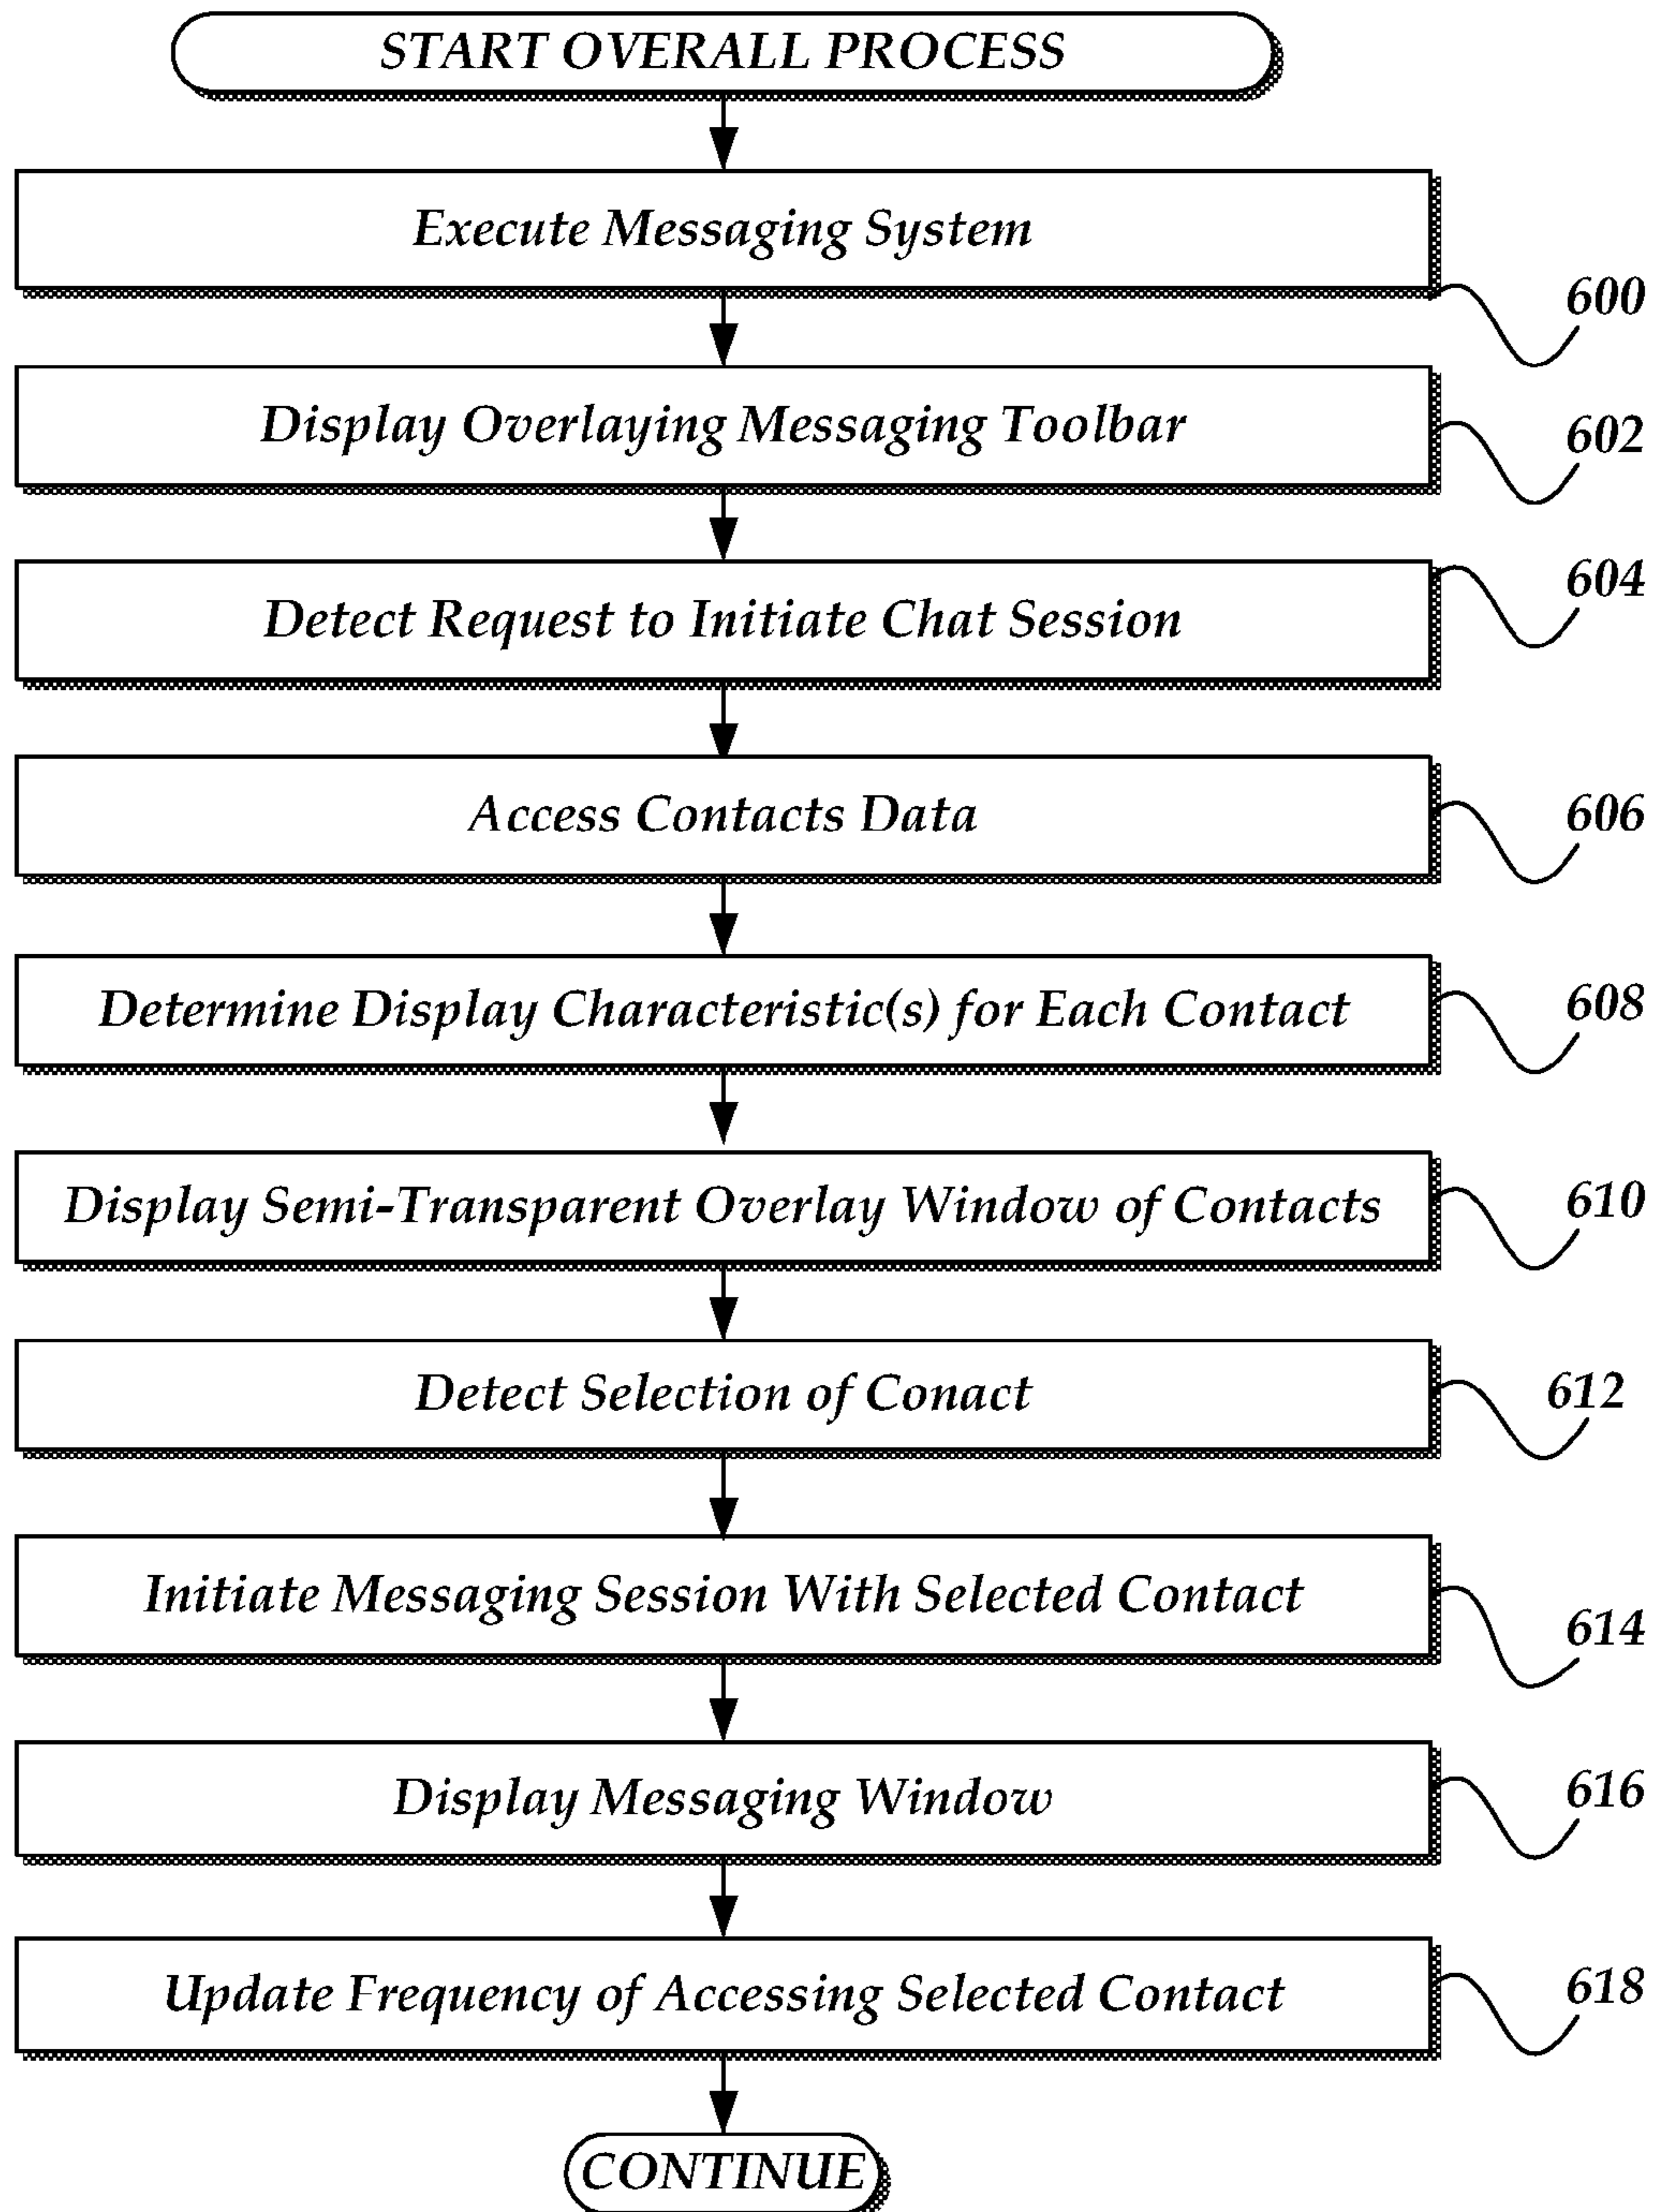 START OVERALL PROCESS
Execute Messaging System
600
Display Overlaying Messaging Toolbar
602
Detect Request to Initiate Chat Session
604
Access Contacts Data
606
Determine Display Characteristic(s) for Each Contact
608
Display Semi-Transparent Overlay Window of Contacts
610
Detect Selection of Conact
612
Initiate Messaging Session With Selected Contact
614
Display Messaging Window
616
Update Frequency of Accessing Selected Contact
618
CONTINUE